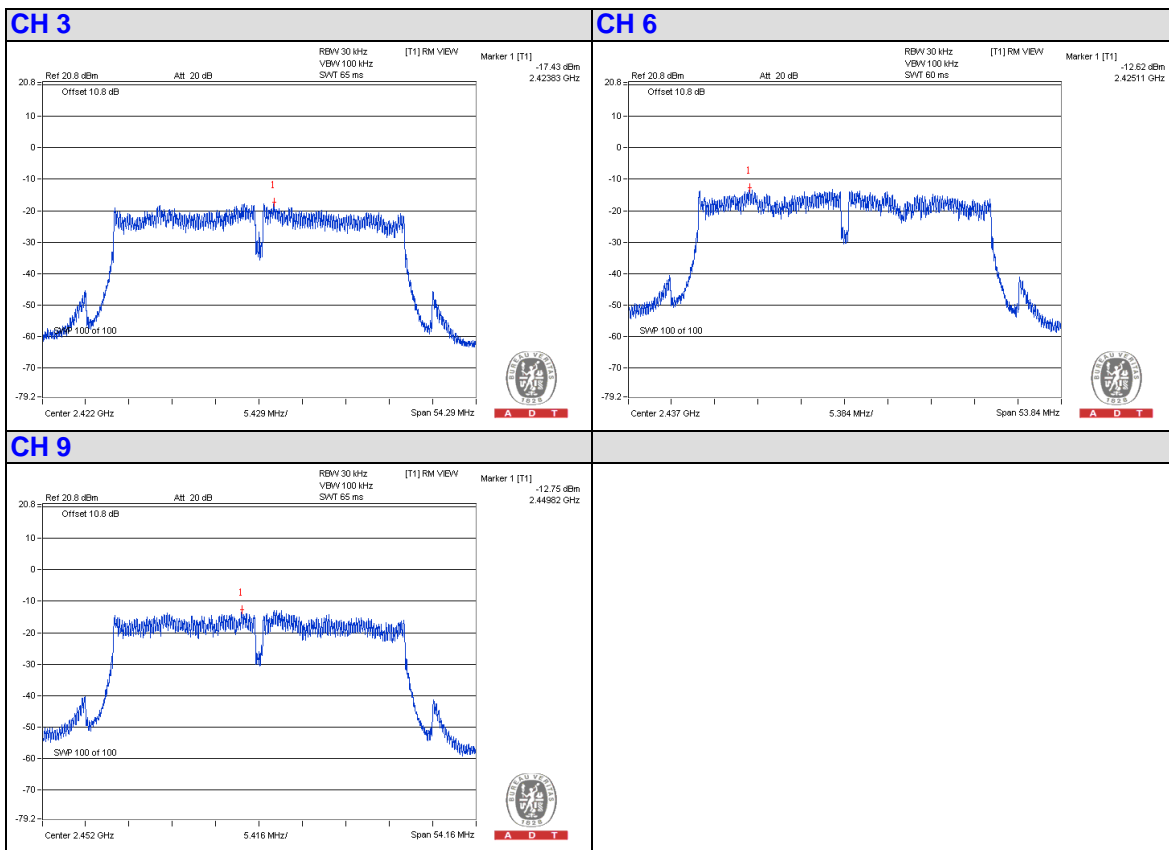 CH 3
CH 6
RBW 30 kHz [T1] RM VIEW Marker 1 [T1]
VBW 100 kHz -17.43 dBm
Ref 20.8 dBm Att 20 dB SWT 65 ms 2.42383 GHz
20.8
Offset 10.8 dB
10
0
-10
1
-20
-30
-40
-50
SWP 100 of 100
-60
-70
-79.2
Center 2.422 GHz 5.429 MHz/ Span 54.29 MHz
BUREAU VERITAS
1828
A D T
RBW 30 kHz [T1] RM VIEW Marker 1 [T1]
VBW 100 kHz -12.62 dBm
Ref 20.8 dBm Att 20 dB SWT 60 ms 2.42511 GHz
20.8
Offset 10.8 dB
10
0
-10
1
-20
-30
-40
-50
SWP 100 of 100
-60
-70
-79.2
Center 2.437 GHz 5.384 MHz/ Span 53.84 MHz
BUREAU VERITAS
1828
A D T
CH 9
RBW 30 kHz [T1] RM VIEW Marker 1 [T1]
VBW 100 kHz -12.75 dBm
Ref 20.8 dBm Att 20 dB SWT 65 ms 2.44982 GHz
20.8
Offset 10.8 dB
10
0
-10
1
-20
-30
-40
-50
SWP 100 of 100
-60
-70
-79.2
Center 2.452 GHz 5.416 MHz/ Span 54.16 MHz
BUREAU VERITAS
1828
A D T